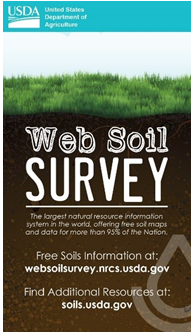 USDA
United States
Department of
Agriculture
Web Soil
SURVEY
The largest natural resource information
system in the world, offering free soil maps
and data for more than 95% of the Nation.
Free Soils Information at:
websoilsurvey.nrcs.usda.gov
Find Additional Resources at:
soils.usda.gov